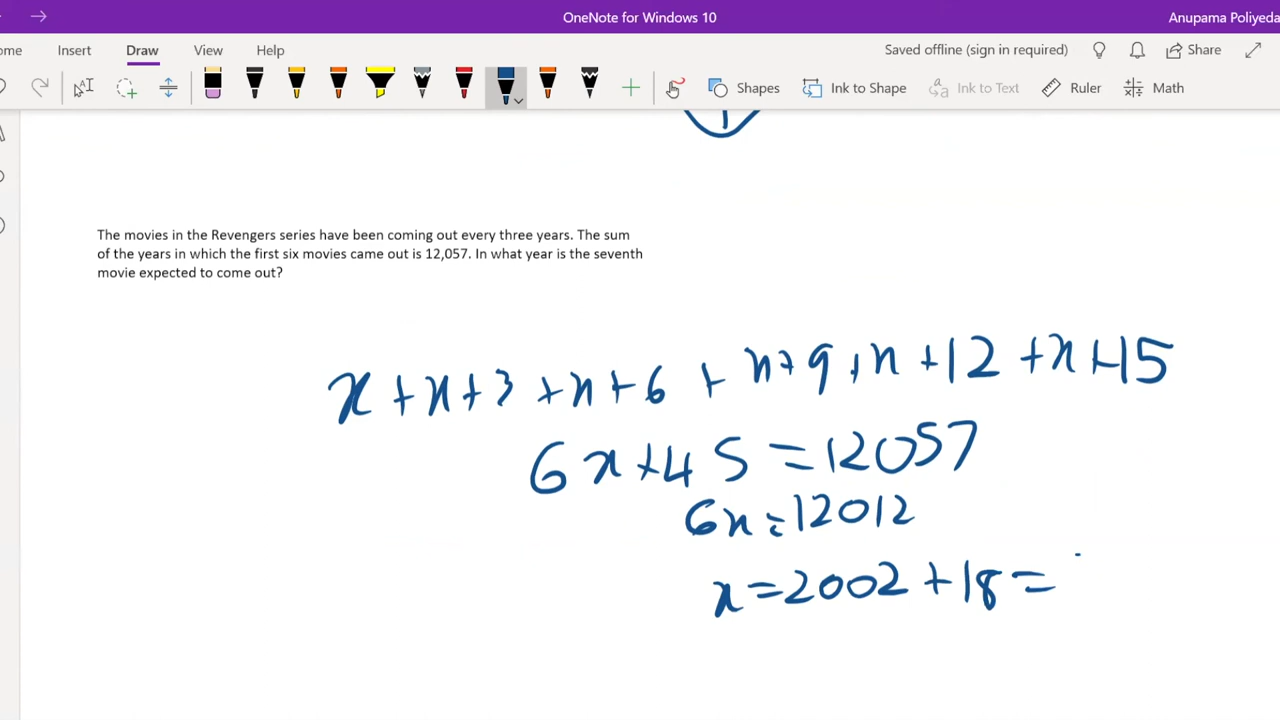 OneNote for Windows 10
Anupama Poliyeda
ome Insert Draw View Help
Saved offline (sign in required) Share
Shapes Ink to Shape Ink to Text Ruler Math
The movies in the Revengers series have been coming out every three years. The sum
of the years in which the first six movies came out is 12,057. In what year is the seventh
movie expected to come out?
x+x+3+x+6+x+9+x+12+x+15
6x+45=12057
6x=12012
x=2002+18=